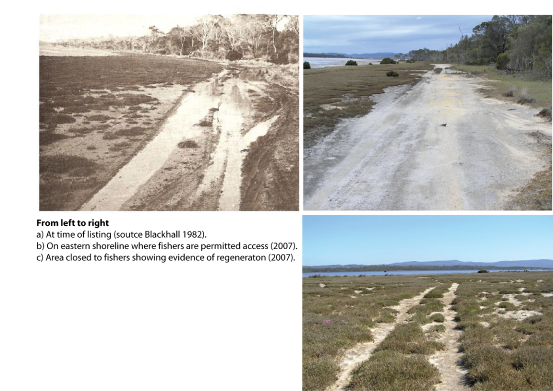 From left to right
a) At time of listing (soutce Blackhall 1982).
b) On eastern shoreline where fishers are permitted access (2007).
c) Area closed to fishers showing evidence of regeneraton (2007).